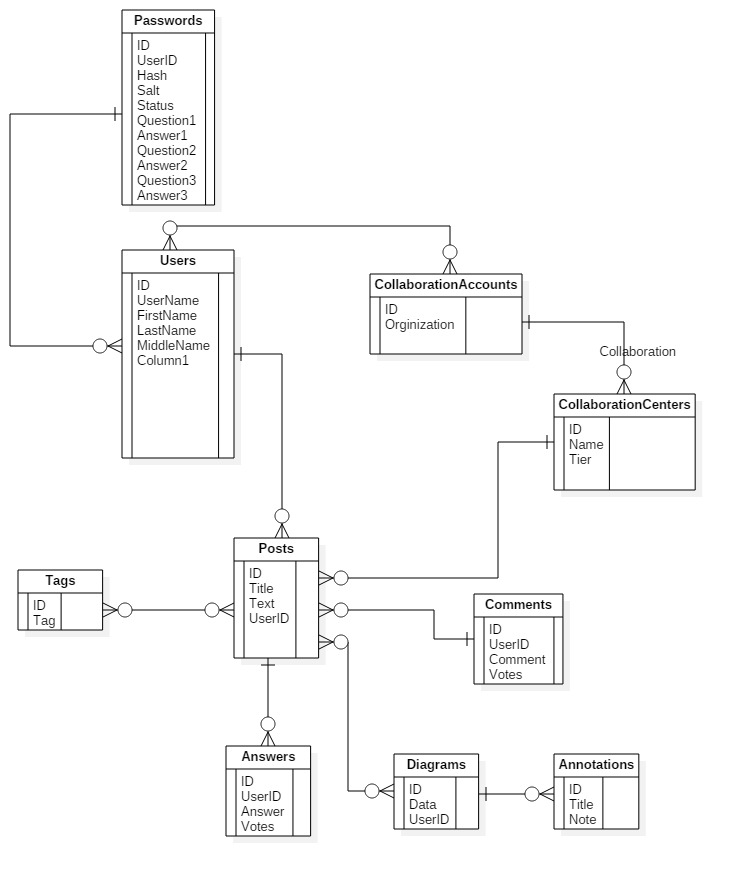 Passwords
ID
UserID
Hash
Salt
Status
Question1
Answer1
Question2
Answer2
Question3
Answer3
Users
ID
UserName
FirstName
LastName
MiddleName
Column1
CollaborationAccounts
ID
Orginization
Collaboration
CollaborationCenters
ID
Name
Tier
Posts
ID
Title
Text
UserID
Tags
ID
Tag
Comments
ID
UserID
Comment
Votes
Answers
ID
UserID
Answer
Votes
Diagrams
ID
Data
UserID
Annotations
ID
Title
Note